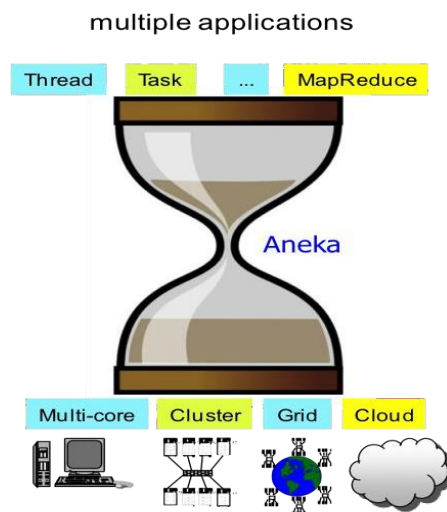 multiple applications
Thread Task ... MapReduce
Aneka
Multi-core Cluster Grid Cloud